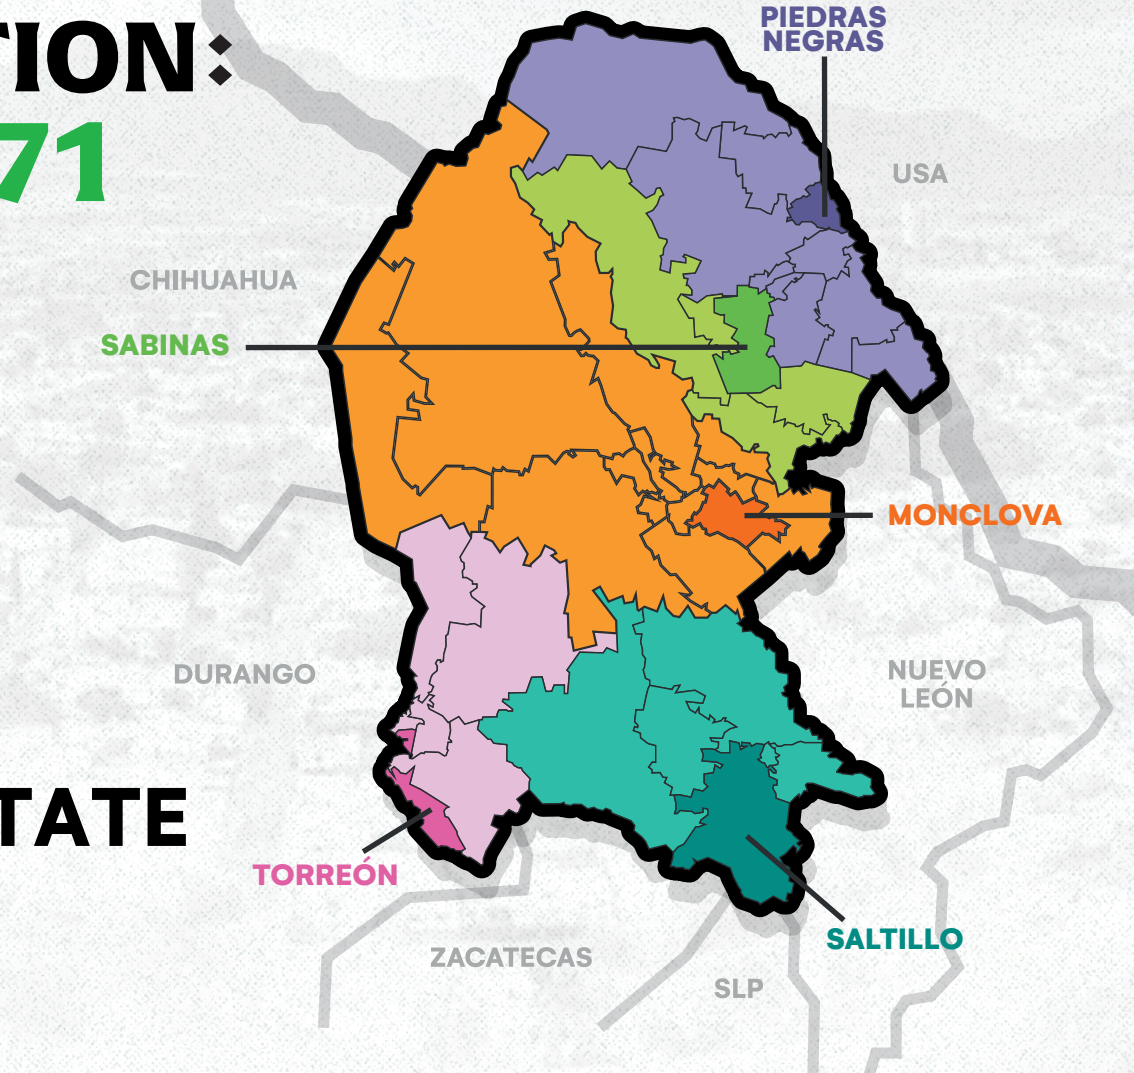 TION:
71
PIEDRAS
NEGRAS
USA
CHIHUAHUA
SABINAS
MONCLOVA
DURANGO
NUEVO
LEÓN
TATE
TORREÓN
SALTILLO
ZACATECAS
SLP